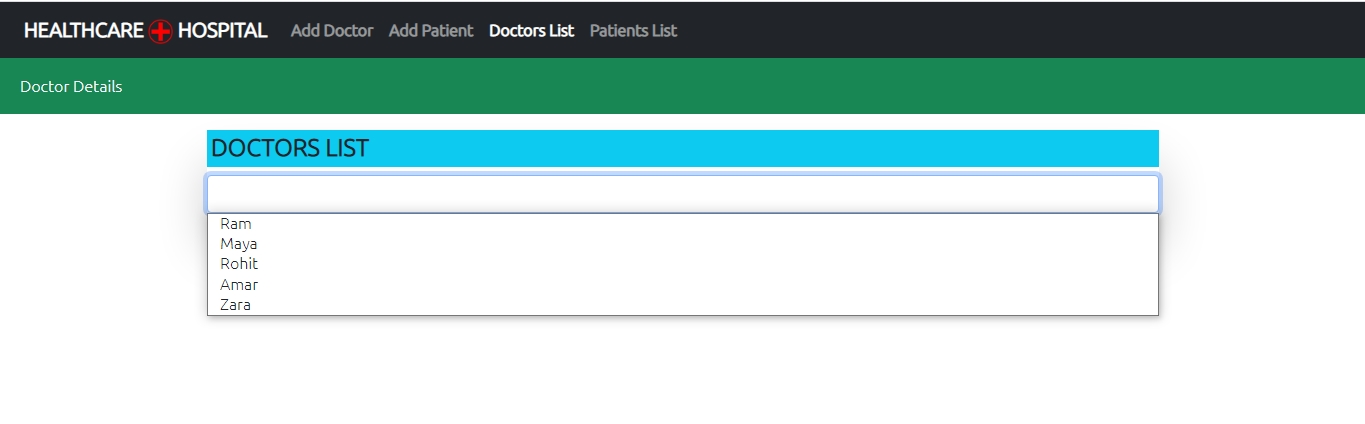 HEALTHCARE HOSPITAL Add Doctor Add Patient Doctors List Patients List
Doctor Details
DOCTORS LIST
Ram
Maya
Rohit
Amar
Zara